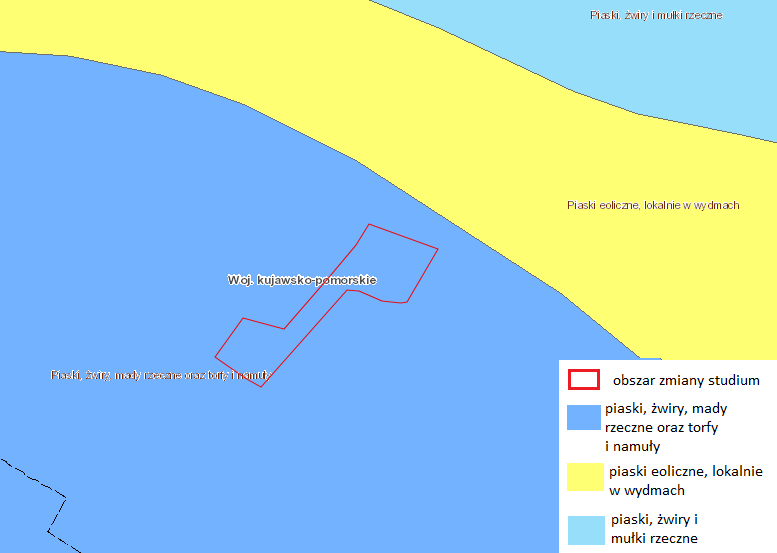 Piaski, żwiry i mułki rzeczne
Piaski eoliczne, lokalnie w wydmach
Woj. kujawsko-pomorskie
Piaski, żwiry, mady rzeczne oraz torfy i namuły
obszar zmiany studium
piaski, żwiry, mady
rzeczne oraz torfy
i namuły
piaski eoliczne, lokalnie
w wydmach
piaski, żwiry i
mułki rzeczne